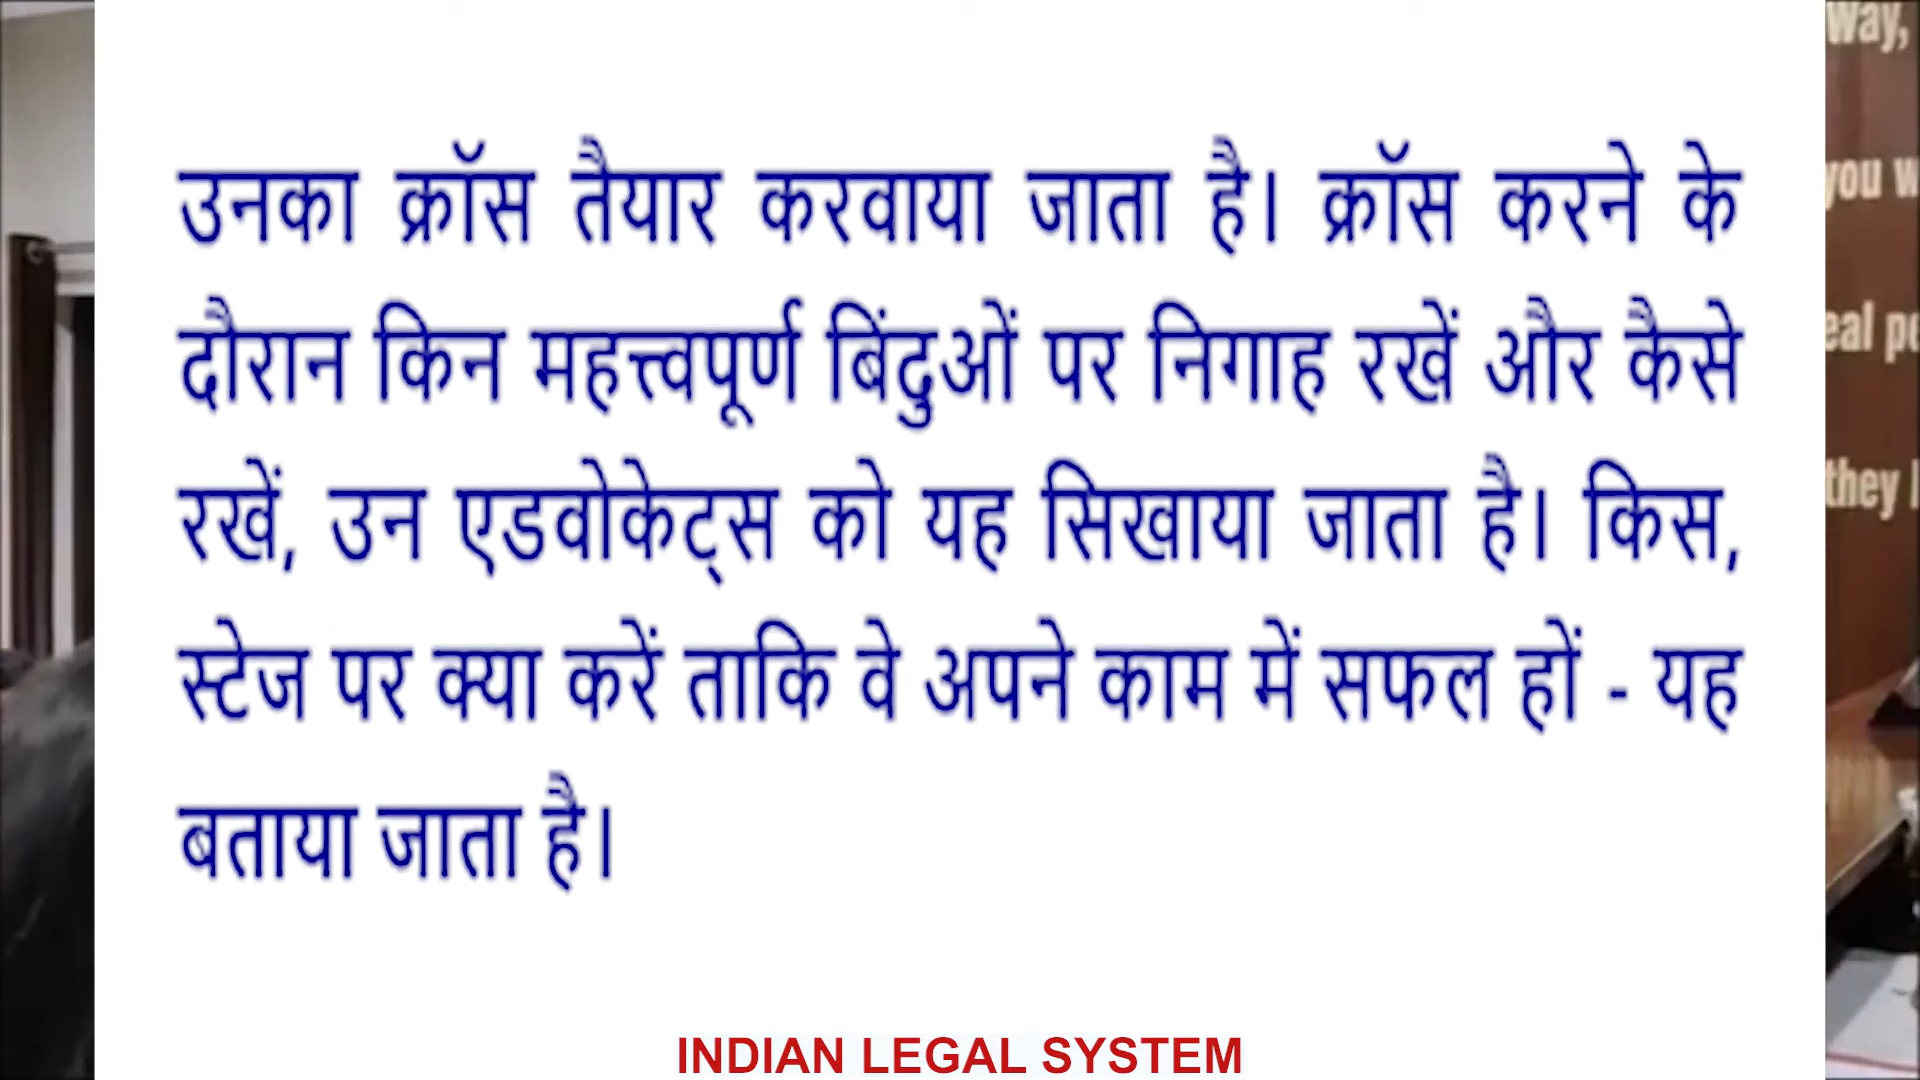 उनका क्रॉस तैयार करवाया जाता है। क्रॉस करने के
दौरान किन महत्त्वपूर्ण बिंदुओं पर निगाह रखें और कैसे
रखें, उन एडवोकेट्स को यह सिखाया जाता है। किस,
स्टेज पर क्या करें ताकि वे अपने काम में सफल हों - यह
बताया जाता है।
INDIAN LEGAL SYSTEM
way,
you
they